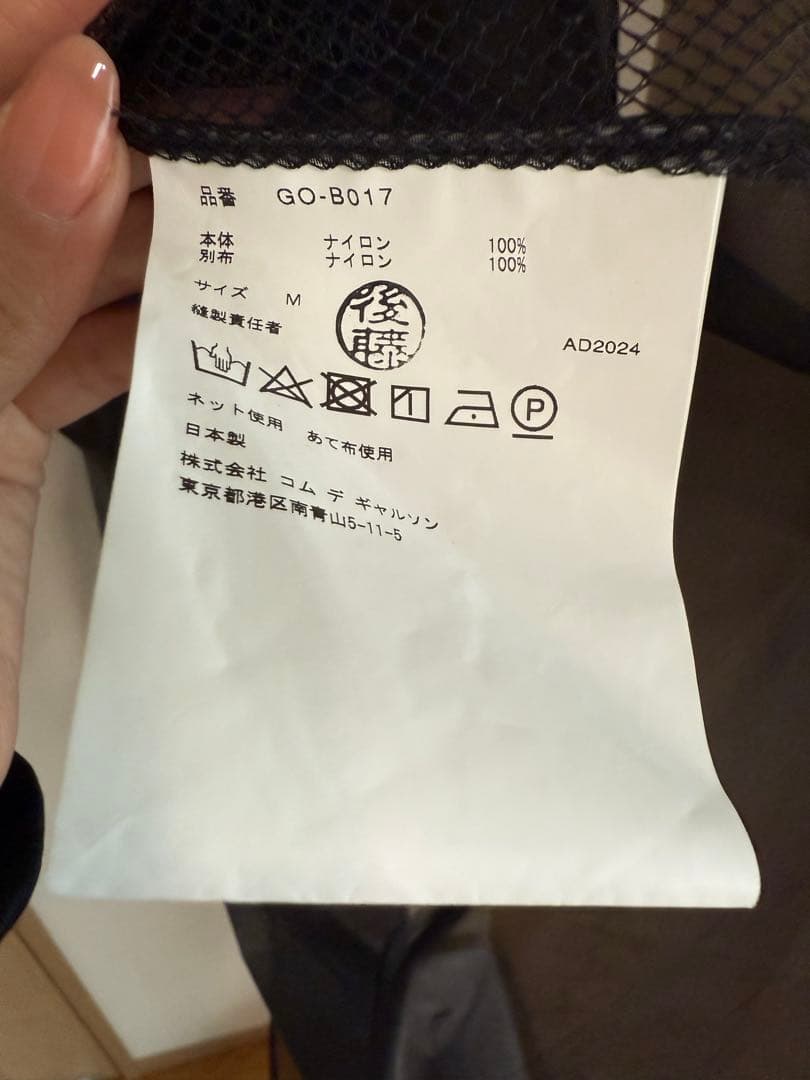 品番 GO-B017
本体 ナイロン 100%
別布 ナイロン 100%
サイズ M
縫製責任者 後藤
AD2024
P
ネット使用 あて布使用
日本製
株式会社 コム デ ギャルソン
東京都港区南青山5-11-5